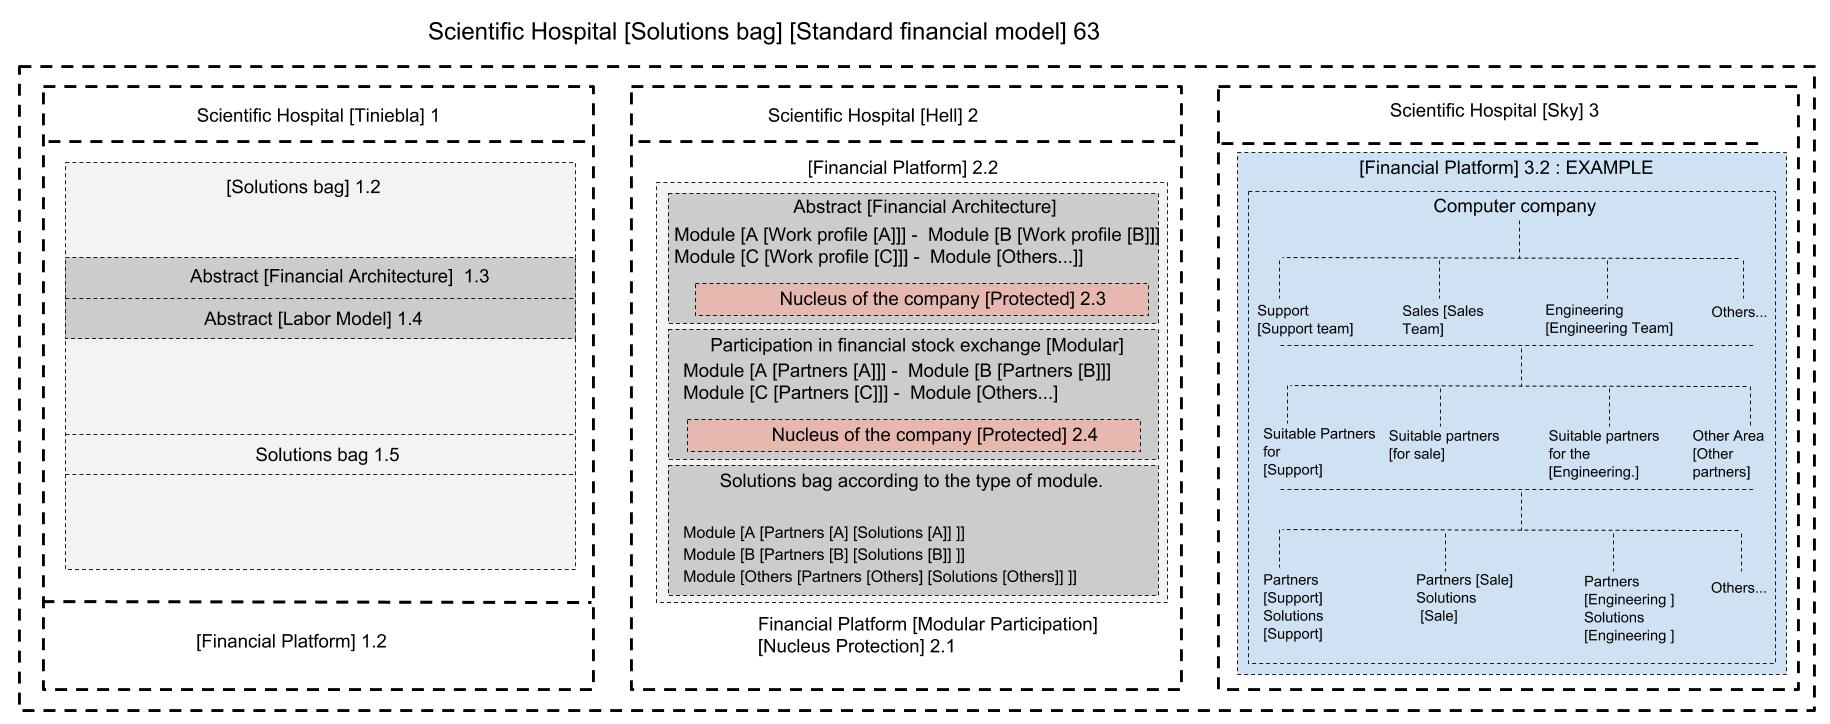 Scientific Hospital [Solutions bag] [Standard financial model] 63
Scientific Hospital [Tiniebla] 1
[Solutions bag] 1.2
Abstract [Financial Architecture]  1.3
Abstract [Labor Model] 1.4
Solutions bag 1.5
[Financial Platform] 1.2
Scientific Hospital [Hell] 2
[Financial Platform] 2.2
Abstract [Financial Architecture]
Module [A [Work profile [A]]] -  Module [B [Work profile [B]]]
Module [C [Work profile [C]]] -  Module [Others...]]
Nucleus of the company [Protected] 2.3
Participation in financial stock exchange [Modular]
Module [A [Partners [A]]] -  Module [B [Partners [B]]]
Module [C [Partners [C]]] -  Module [Others...]
Nucleus of the company [Protected] 2.4
Solutions bag according to the type of module.
Module [A [Partners [A] [Solutions [A]] ]]
Module [B [Partners [B] [Solutions [B]] ]]
Module [Others [Partners [Others] [Solutions [Others]] ]]
Financial Platform [Modular Participation]
[Nucleus Protection] 2.1
Scientific Hospital [Sky] 3
[Financial Platform] 3.2 : EXAMPLE
Computer company
Support
[Support team]
Sales [Sales
Team]
Engineering
[Engineering Team]
Others...
Suitable Partners
for
[Support]
Suitable partners
[for sale]
Suitable partners
for the
[Engineering.]
Other Area
[Other
partners]
Partners
[Support]
Solutions
[Support]
Partners [Sale]
Solutions
[Sale]
Partners
[Engineering ]
Solutions
[Engineering ]
Others...